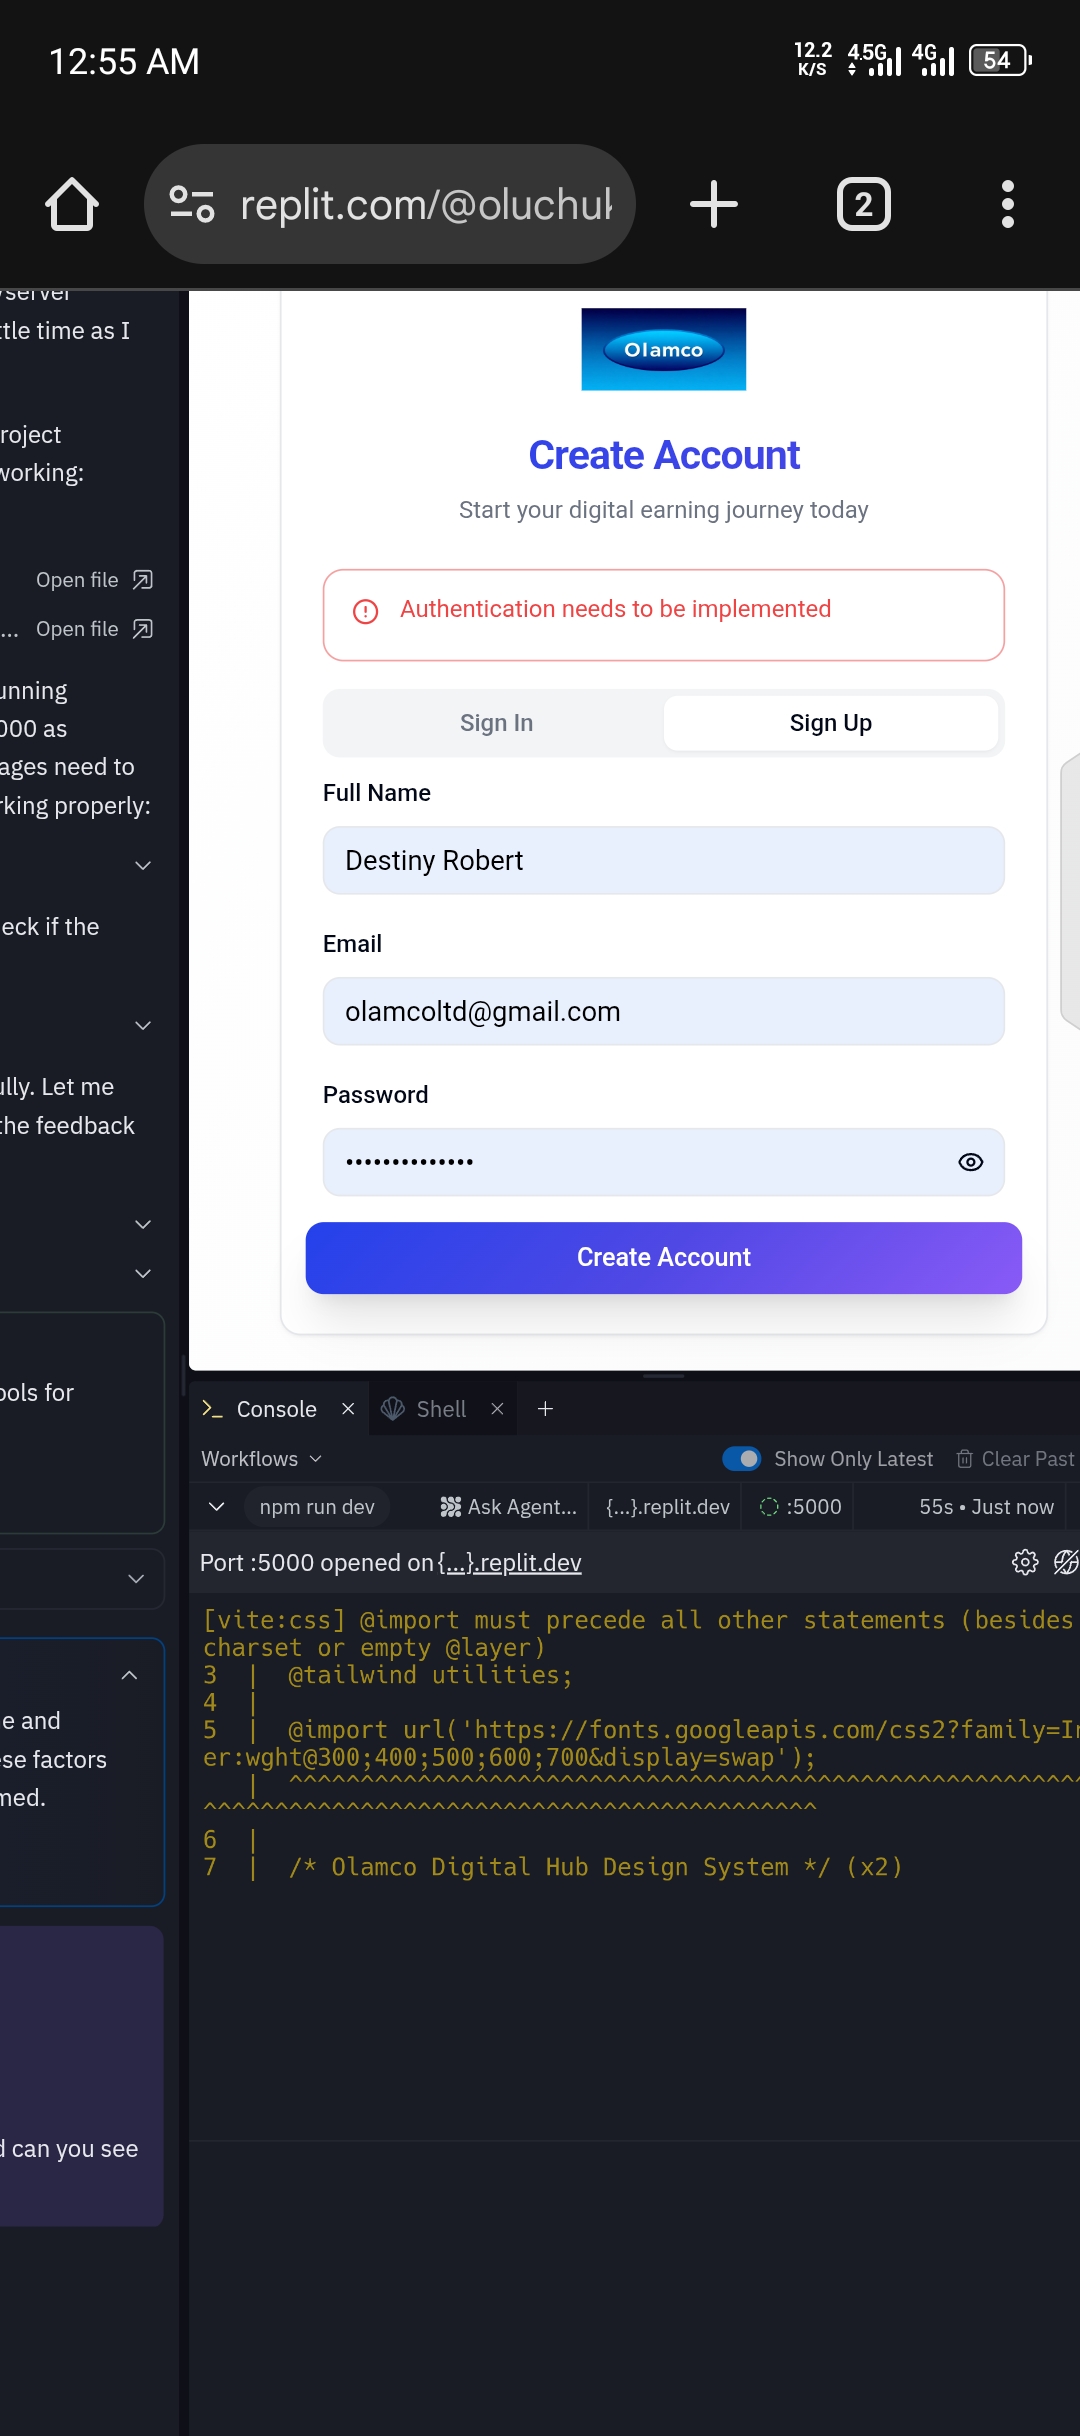 12:55 AM
12.2
K/S
4.5G
4G
54
replit.com/@oluchuk
2
/server
ttle time as I
roject
working:
Open file
... Open file
unning
000 as
ages need to
rking properly:
eck if the
ully. Let me
the feedback
ools for
e and
se factors
med.
d can you see
Olamco
Create Account
Start your digital earning journey today
Authentication needs to be implemented
Sign In
Sign Up
Full Name
Destiny Robert
Email
olamcoltd@gmail.com
Password
Create Account
Console
Shell
Workflows
Show Only Latest
Clear Past
npm run dev
Ask Agent...
{...}.replit.dev
:5000
55s • Just now
Port :5000 opened on {...}.replit.dev
[vite:css] @import must precede all other statements (besides
charset or empty @layer)
3 | @tailwind utilities;
4 |
5 | @import url('https://fonts.googleapis.com/css2?family=In
er:wght@300;400;500;600;700&display=swap');
| ^^^^^^^^^^^^^^^^^^^^^^^^^^^^^^^^^^^^^^^^^^^^^^^^^^^^^^^^
^^^^^^^^^^^^^^^^^^^^^^^^^^^^^^^^^^^^^^^^^^^
6 |
7 | /* Olamco Digital Hub Design System */ (x2)